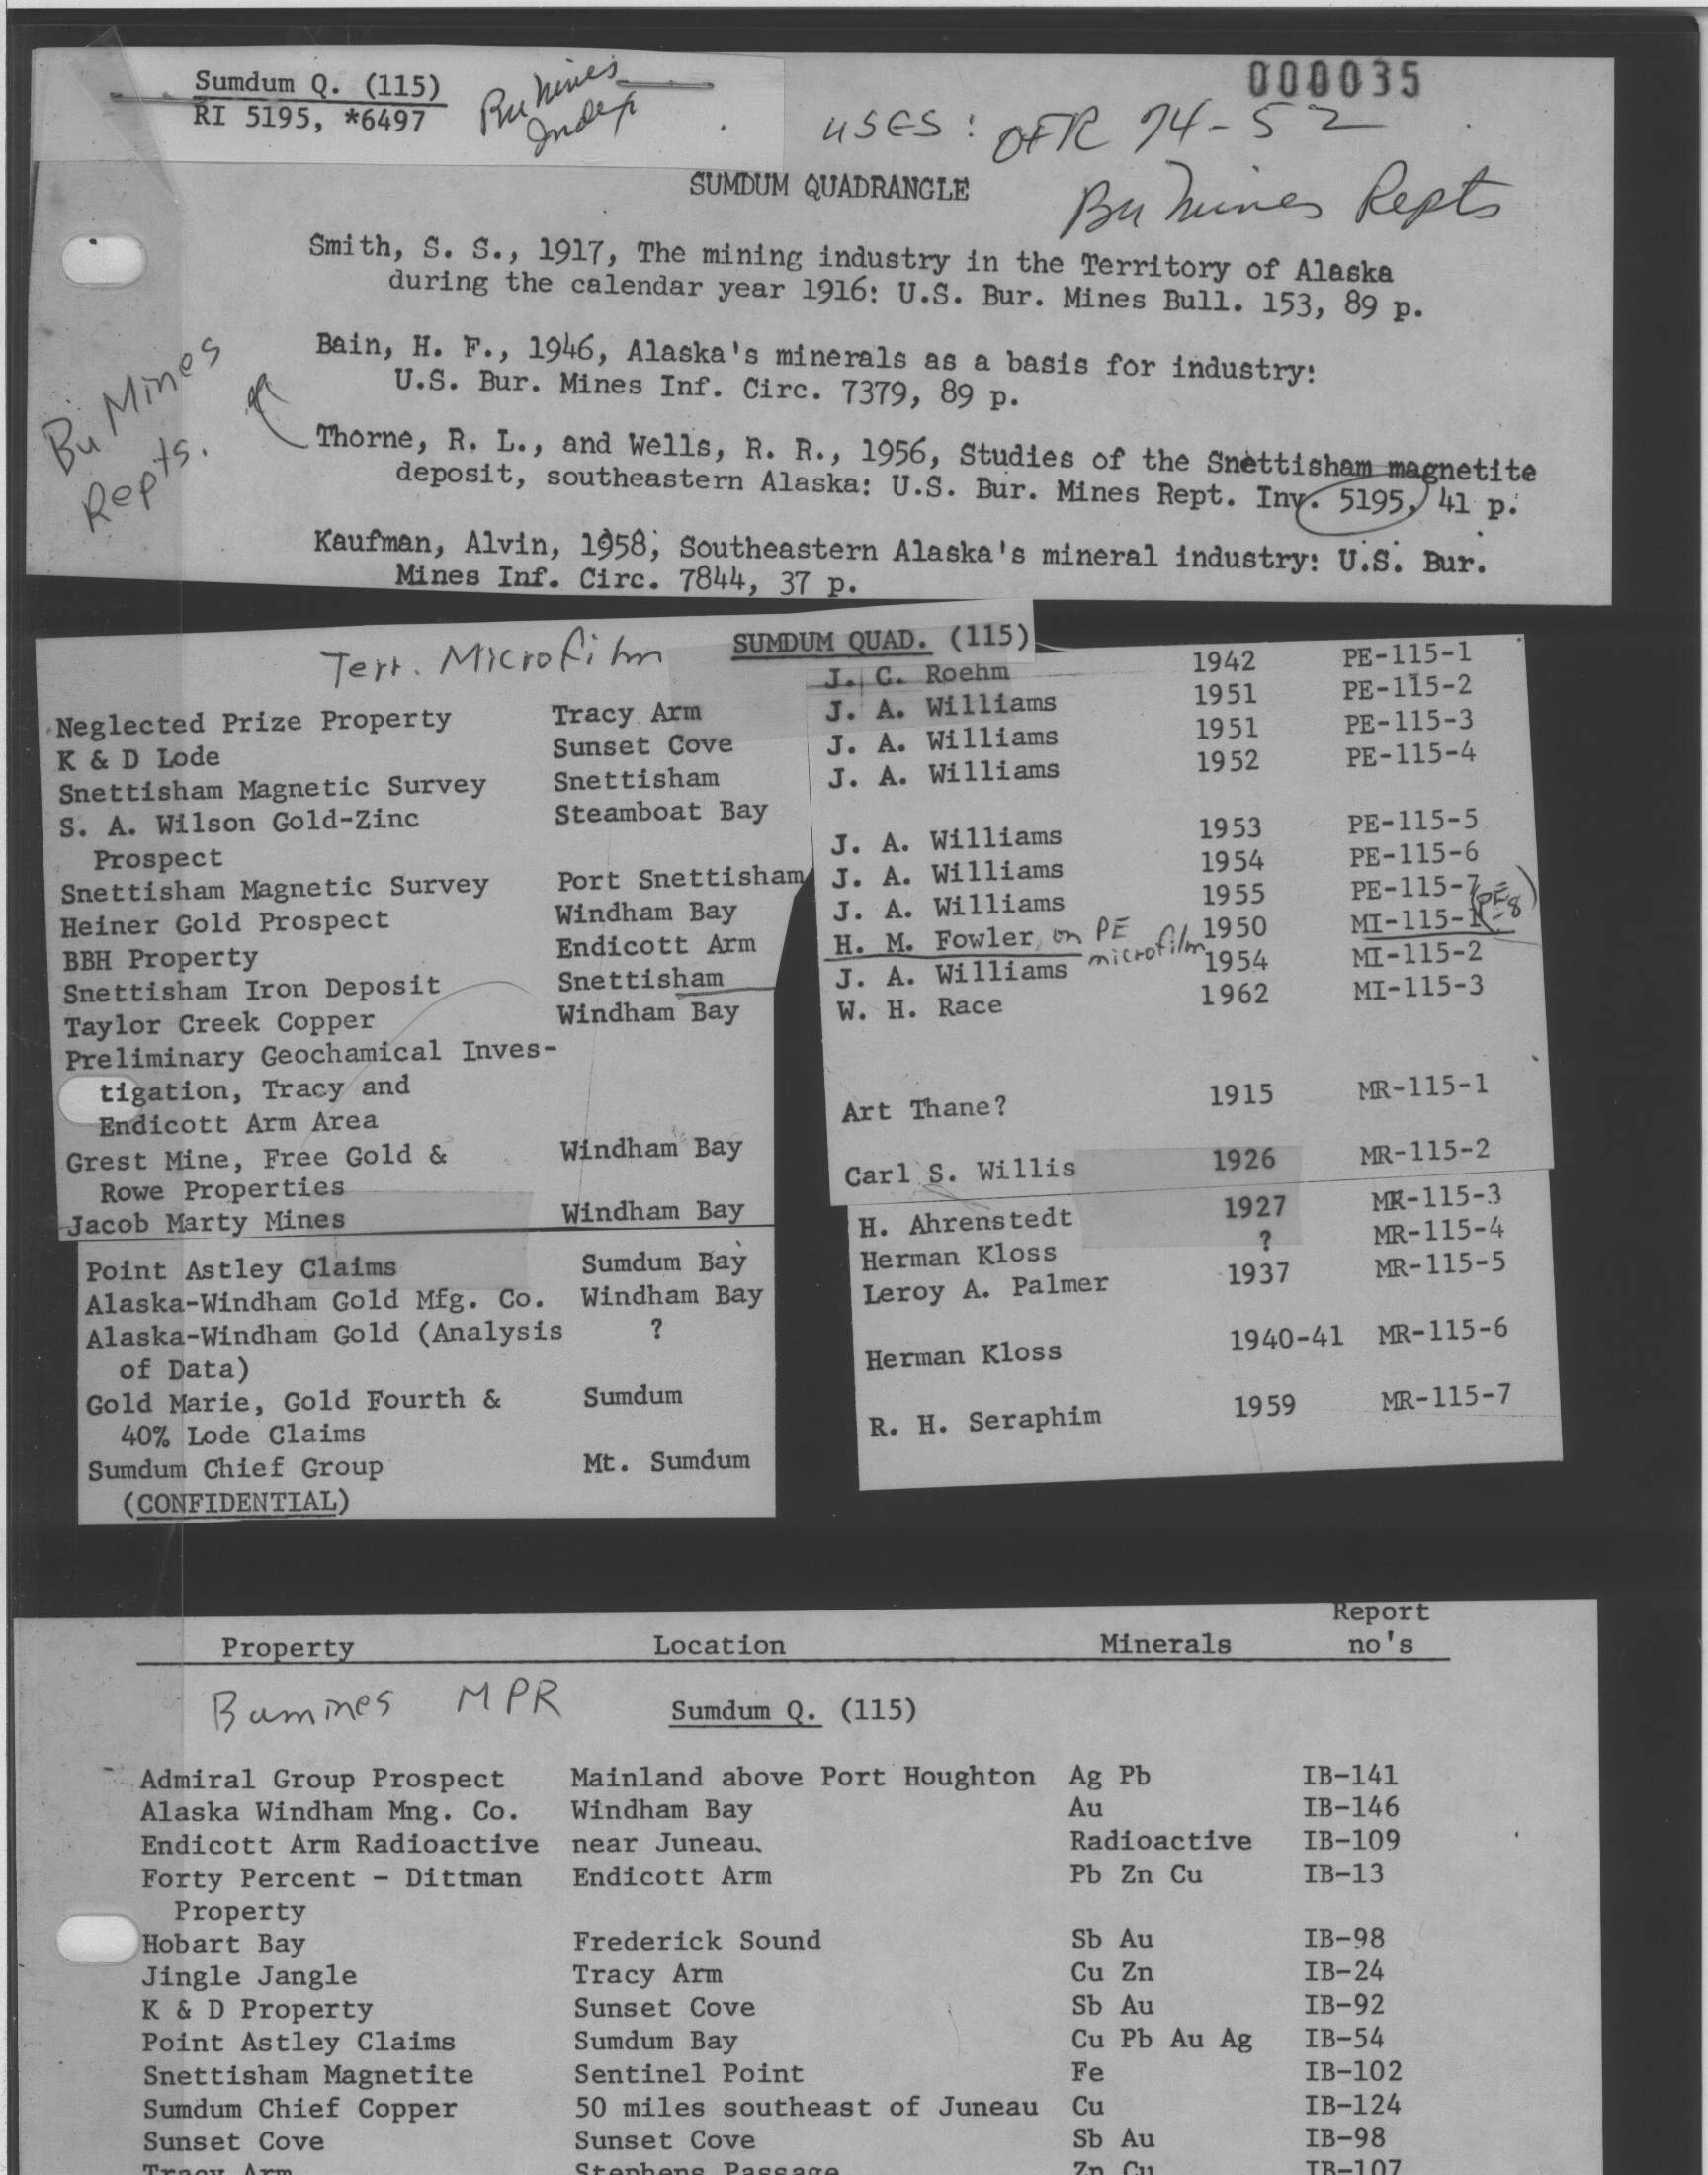 000035
Sumdum Q. (115)
RI 5195, *6497
Bu Mines
Index
USGS: OFR 74-52
SUMDUM QUADRANGLE
Bu Mines Repts
Smith, S. S., 1917, The mining industry in the Territory of Alaska
during the calendar year 1916: U.S. Bur. Mines Bull. 153, 89 p.
Bain, H. F., 1946, Alaska's minerals as a basis for industry:
U.S. Bur. Mines Inf. Circ. 7379, 89 p.
Bu Mines
Repts.
Thorne, R. L., and Wells, R. R., 1956, Studies of the Snettisham magnetite
deposit, southeastern Alaska: U.S. Bur. Mines Rept. Inv. 5195, 41 p.
Kaufman, Alvin, 1958, Southeastern Alaska's mineral industry: U.S. Bur.
Mines Inf. Circ. 7844, 37 p.
Terr. Microfilm
SUMDUM QUAD. (115)
Neglected Prize Property Tracy Arm J. C. Roehm 1942 PE-115-1
K & D Lode Sunset Cove J. A. Williams 1951 PE-115-2
Snettisham Magnetic Survey Snettisham J. A. Williams 1951 PE-115-3
S. A. Wilson Gold-Zinc Steamboat Bay J. A. Williams 1952 PE-115-4
Prospect
Snettisham Magnetic Survey Port Snettisham J. A. Williams 1953 PE-115-5
Heiner Gold Prospect Windham Bay J. A. Williams 1954 PE-115-6
BBH Property Endicott Arm J. A. Williams 1955 PE-115-7
Snettisham Iron Deposit Snettisham H. M. Fowler, on PE microfilm 1950 MI-115-1 (PE-8)
Taylor Creek Copper Windham Bay J. A. Williams 1954 MI-115-2
Preliminary Geochamical Inves- W. H. Race 1962 MI-115-3
tigation, Tracy and
Endicott Arm Area
Grest Mine, Free Gold & Windham Bay Art Thane? 1915 MR-115-1
Rowe Properties
Jacob Marty Mines Windham Bay Carl S. Willis 1926 MR-115-2
Point Astley Claims Sumdum Bay H. Ahrenstedt 1927 MR-115-3
Alaska-Windham Gold Mfg. Co. Windham Bay Herman Kloss ? MR-115-4
Alaska-Windham Gold (Analysis ? Leroy A. Palmer 1937 MR-115-5
of Data)
Gold Marie, Gold Fourth & Sumdum Herman Kloss 1940-41 MR-115-6
40% Lode Claims
Sumdum Chief Group Mt. Sumdum R. H. Seraphim 1959 MR-115-7
(CONFIDENTIAL)
Report
Property Location Minerals no's
Bumines MPR
Sumdum Q. (115)
Admiral Group Prospect Mainland above Port Houghton Ag Pb IB-141
Alaska Windham Mng. Co. Windham Bay Au IB-146
Endicott Arm Radioactive near Juneau. Radioactive IB-109
Forty Percent - Dittman Endicott Arm Pb Zn Cu IB-13
Property
Hobart Bay Frederick Sound Sb Au IB-98
Jingle Jangle Tracy Arm Cu Zn IB-24
K & D Property Sunset Cove Sb Au IB-92
Point Astley Claims Sumdum Bay Cu Pb Au Ag IB-54
Snettisham Magnetite Sentinel Point Fe IB-102
Sumdum Chief Copper 50 miles southeast of Juneau Cu IB-124
Sunset Cove Sunset Cove Sb Au IB-98
Tracy Arm Stephens Passage Zn Cu IB-107